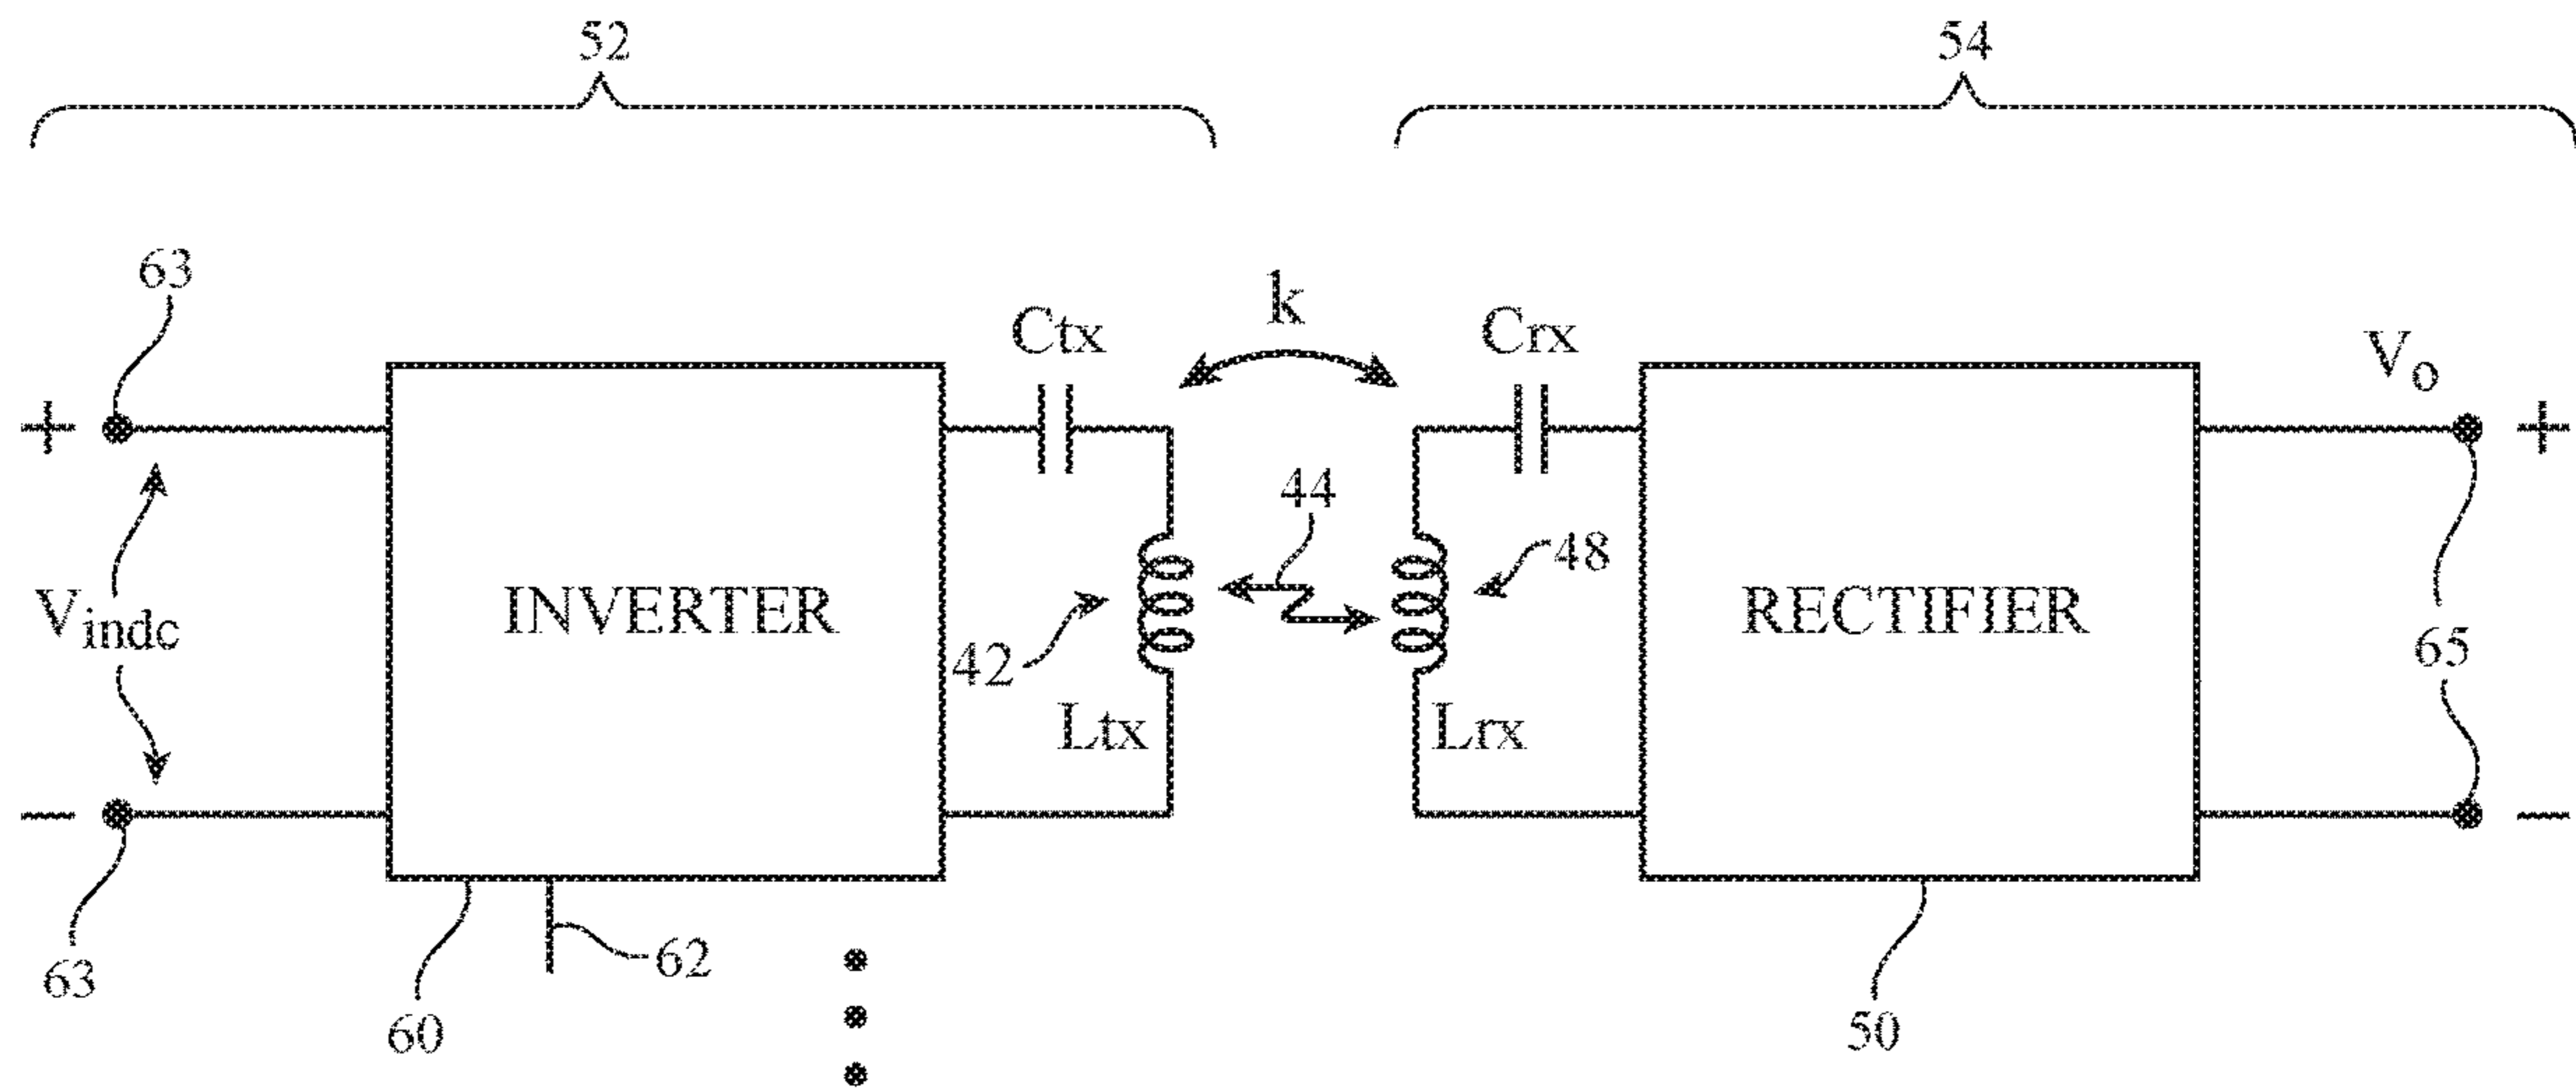 52
54
63
k
Ctx
Crx
Vo
+
+
44
48
Vindc
INVERTER
RECTIFIER
42
65
Ltx
Lrx
−
−
63
62
60
50